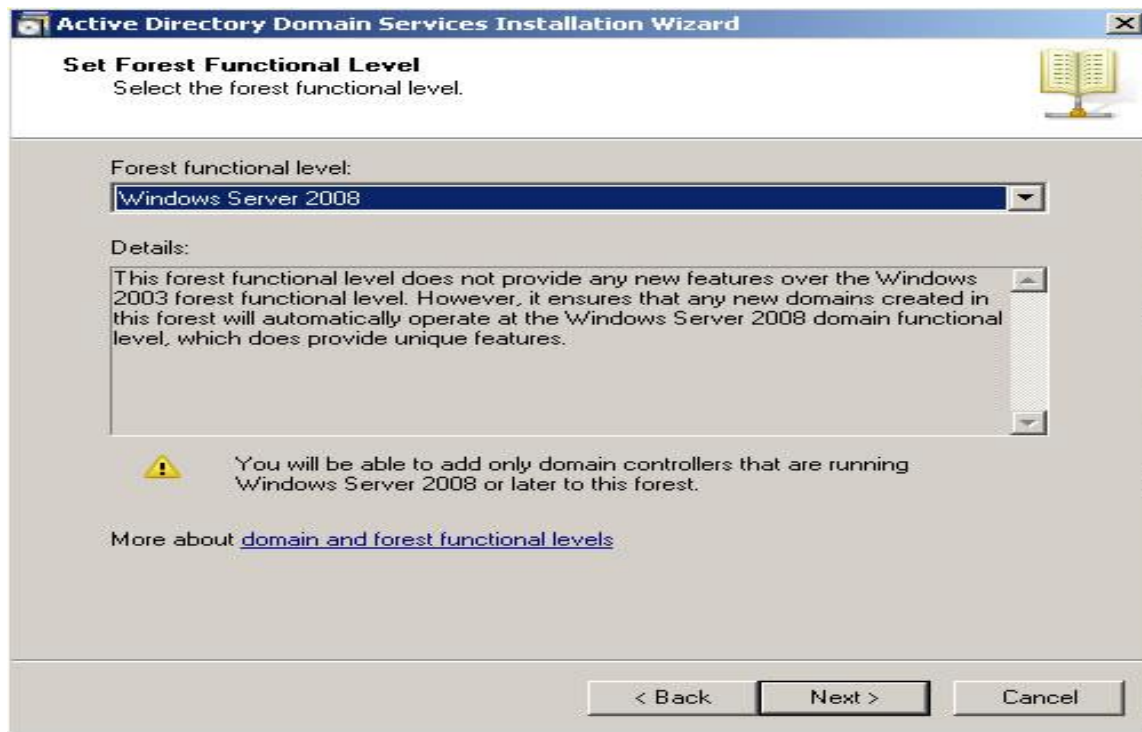 Active Directory Domain Services Installation Wizard
Set Forest Functional Level
Select the forest functional level.
Forest functional level:
Windows Server 2008
Details:
This forest functional level does not provide any new features over the Windows
2003 forest functional level. However, it ensures that any new domains created in
this forest will automatically operate at the Windows Server 2008 domain functional
level, which does provide unique features.
You will be able to add only domain controllers that are running
Windows Server 2008 or later to this forest.
More about domain and forest functional levels
< Back Next > Cancel